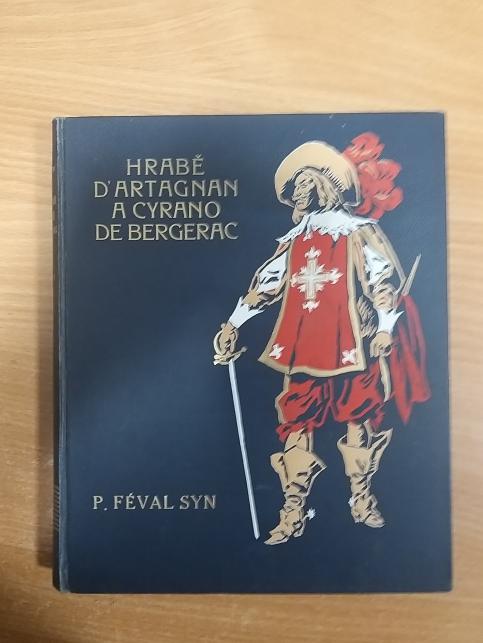 HRABĚ
D'ARTAGNAN
A CYRANO
DE BERGERAC
P. FÉVAL SYN